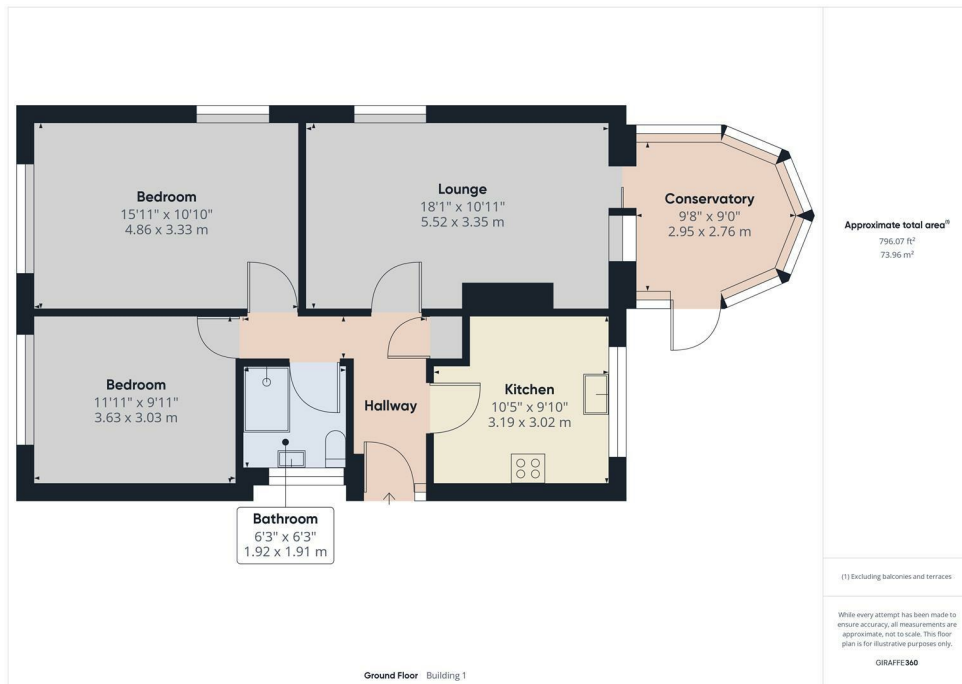 Bedroom
15'11" x 10'10"
4.86 x 3.33 m
Lounge
18'1" x 10'11"
5.52 x 3.35 m
Conservatory
9'8" x 9'0"
2.95 x 2.76 m
Bedroom
11'11" x 9'11"
3.63 x 3.03 m
Hallway
Kitchen
10'5" x 9'10"
3.19 x 3.02 m
Bathroom
6'3" x 6'3"
1.92 x 1.91 m
Ground Floor Building 1
Approximate total area(1)
796.07 ft²
73.96 m²
(1) Excluding balconies and terraces
While every attempt has been made to
ensure accuracy, all measurements are
approximate, not to scale. This floor
plan is for illustrative purposes only.
GIRAFFE360